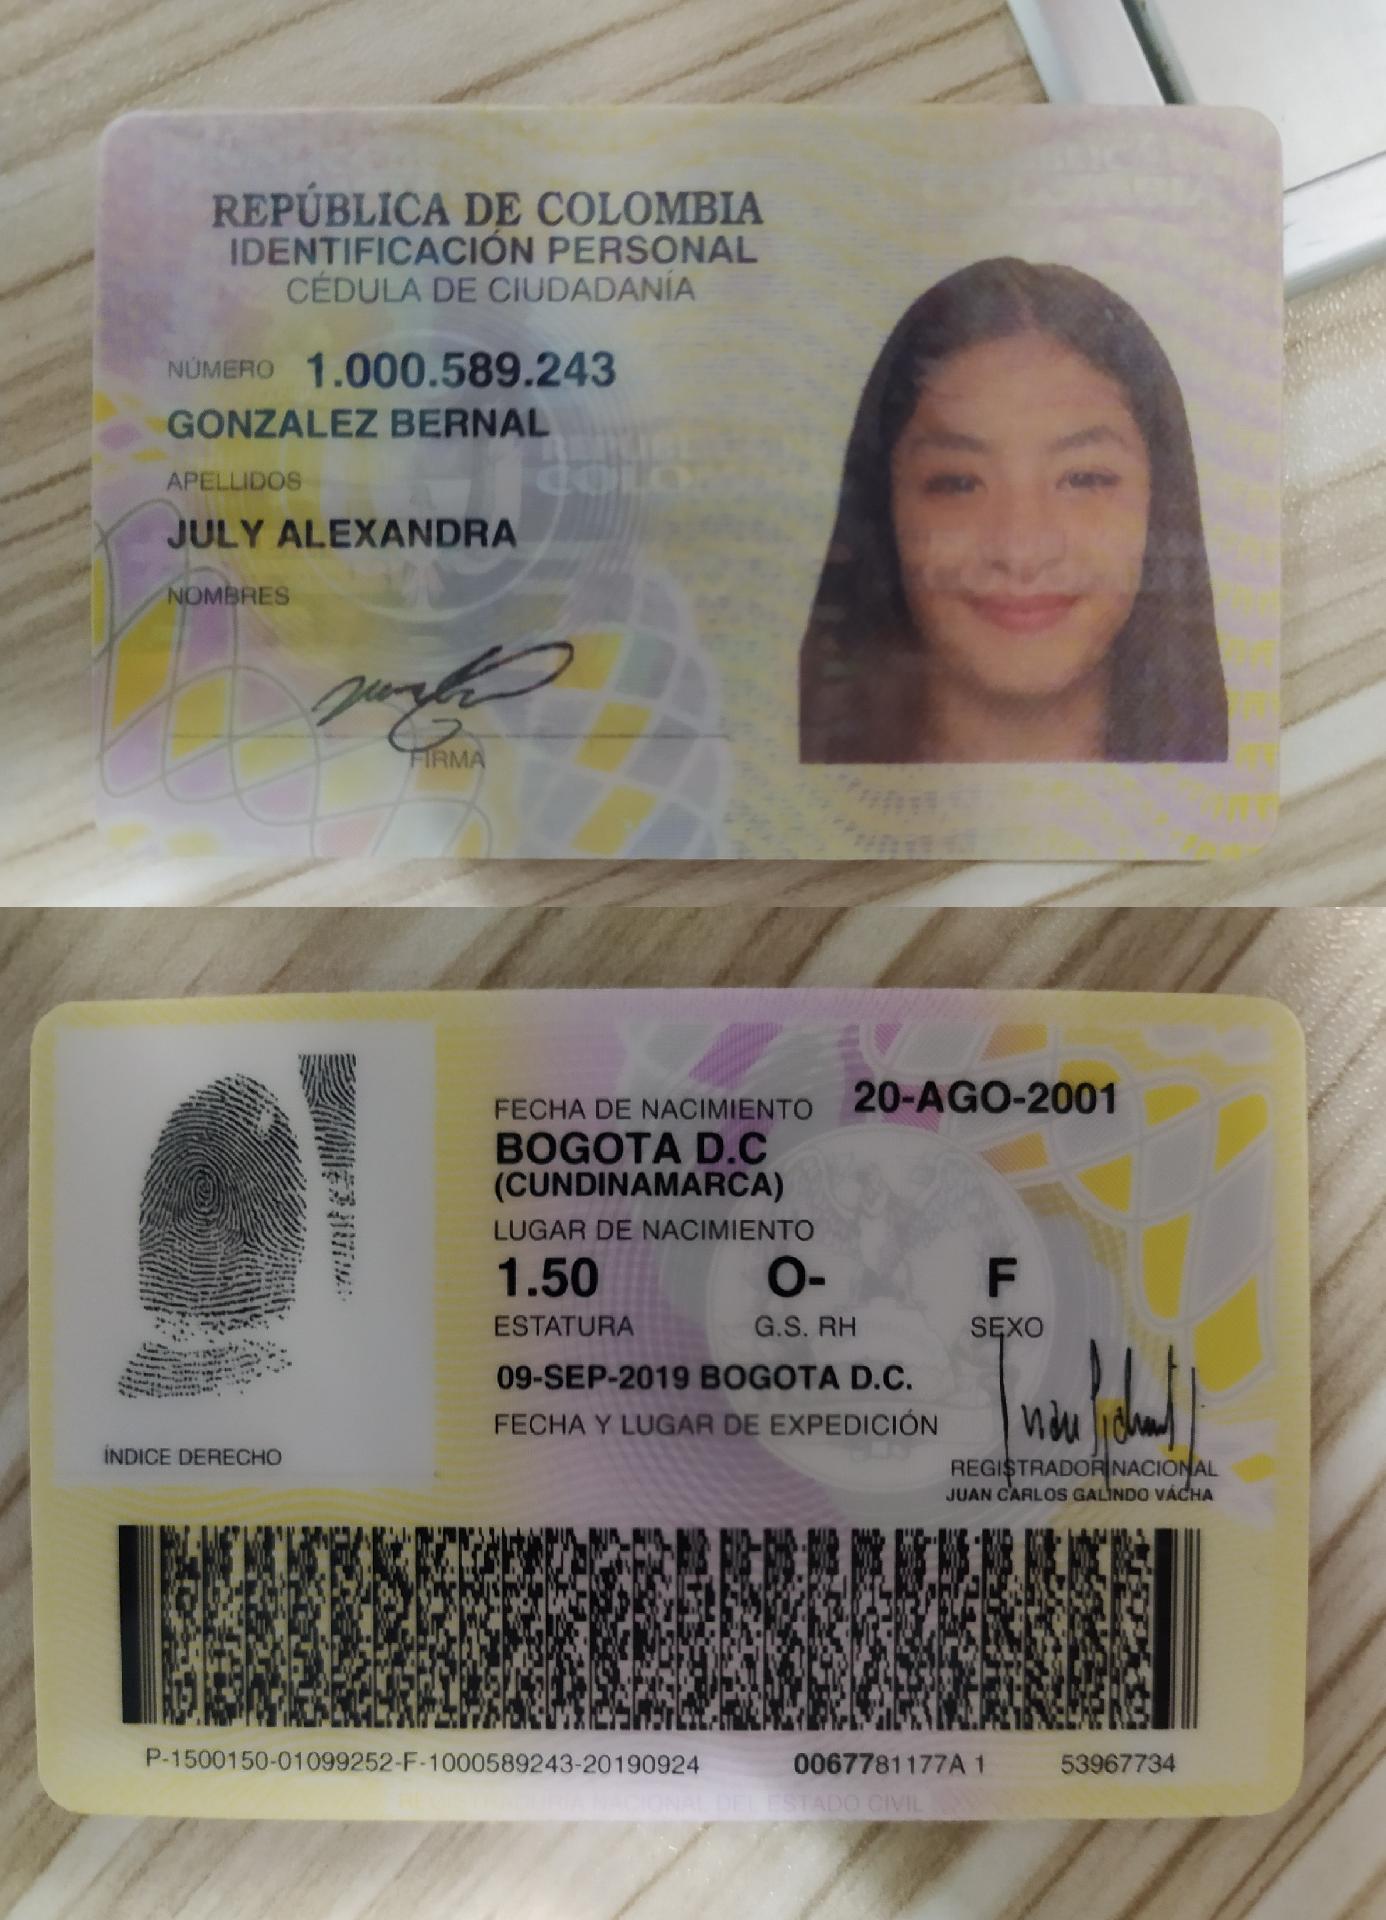 REPÚBLICA DE COLOMBIA
IDENTIFICACIÓN PERSONAL
CÉDULA DE CIUDADANÍA
NÚMERO 1.000.589.243
GONZALEZ BERNAL
APELLIDOS
JULY ALEXANDRA
NOMBRES
FIRMA
FECHA DE NACIMIENTO 20-AGO-2001
BOGOTA D.C
(CUNDINAMARCA)
LUGAR DE NACIMIENTO
1.50 O- F
ESTATURA G.S. RH SEXO
09-SEP-2019 BOGOTA D.C.
FECHA Y LUGAR DE EXPEDICIÓN
ÍNDICE DERECHO
REGISTRADOR NACIONAL
JUAN CARLOS GALINDO VÁCHA
P-1500150-01099252-F-1000589243-20190924 0067781177A 1 53967734
REGISTRADURIA NACIONAL DEL ESTADO CIVIL